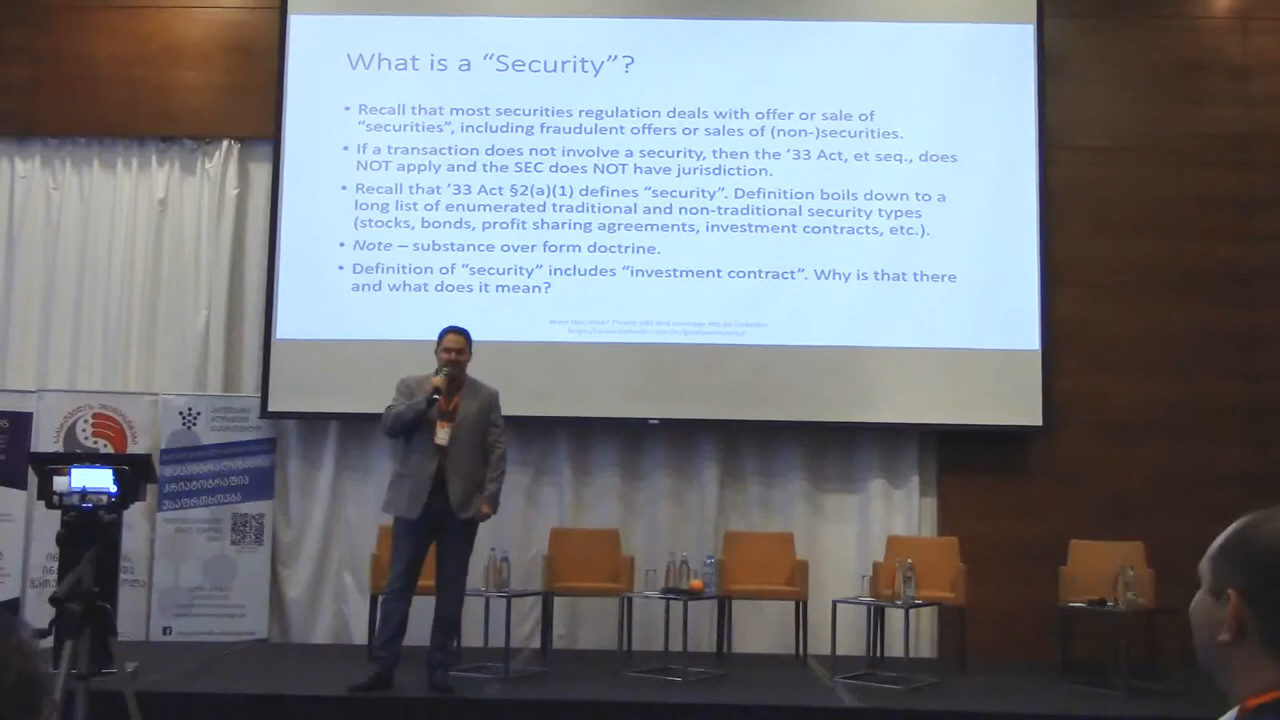 What is a “Security”?
• Recall that most securities regulation deals with offer or sale of
“securities”, including fraudulent offers or sales of (non-)securities.
• If a transaction does not involve a security, then the ’33 Act, et seq., does
NOT apply and the SEC does NOT have jurisdiction.
• Recall that ’33 Act §2(a)(1) defines “security”. Definition boils down to a
long list of enumerated traditional and non-traditional security types
(stocks, bonds, profit sharing agreements, investment contracts, etc.).
• Note – substance over form doctrine.
• Definition of “security” includes “investment contract”. Why is that there
and what does it mean?
დეცენტრალიზაცია
კრიპტოგრაფია
უსაფრთხოება